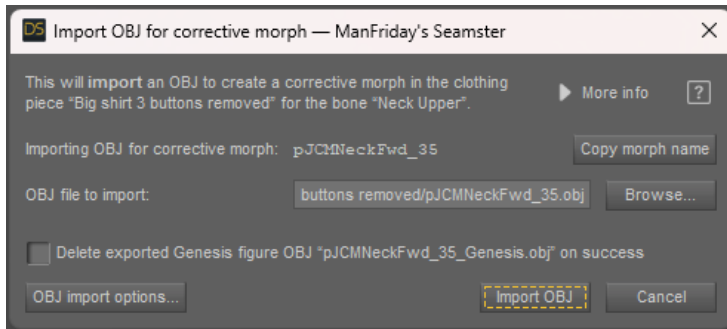 DS Import OBJ for corrective morph — ManFriday's Seamster
This will import an OBJ to create a corrective morph in the clothing
piece “Big shirt 3 buttons removed” for the bone “Neck Upper”.
More info ?
Importing OBJ for corrective morph: pJCMNeckFwd_35 Copy morph name
OBJ file to import: buttons removed/pJCMNeckFwd_35.obj Browse...
Delete exported Genesis figure OBJ “pJCMNeckFwd_35_Genesis.obj” on success
OBJ import options... Import OBJ Cancel